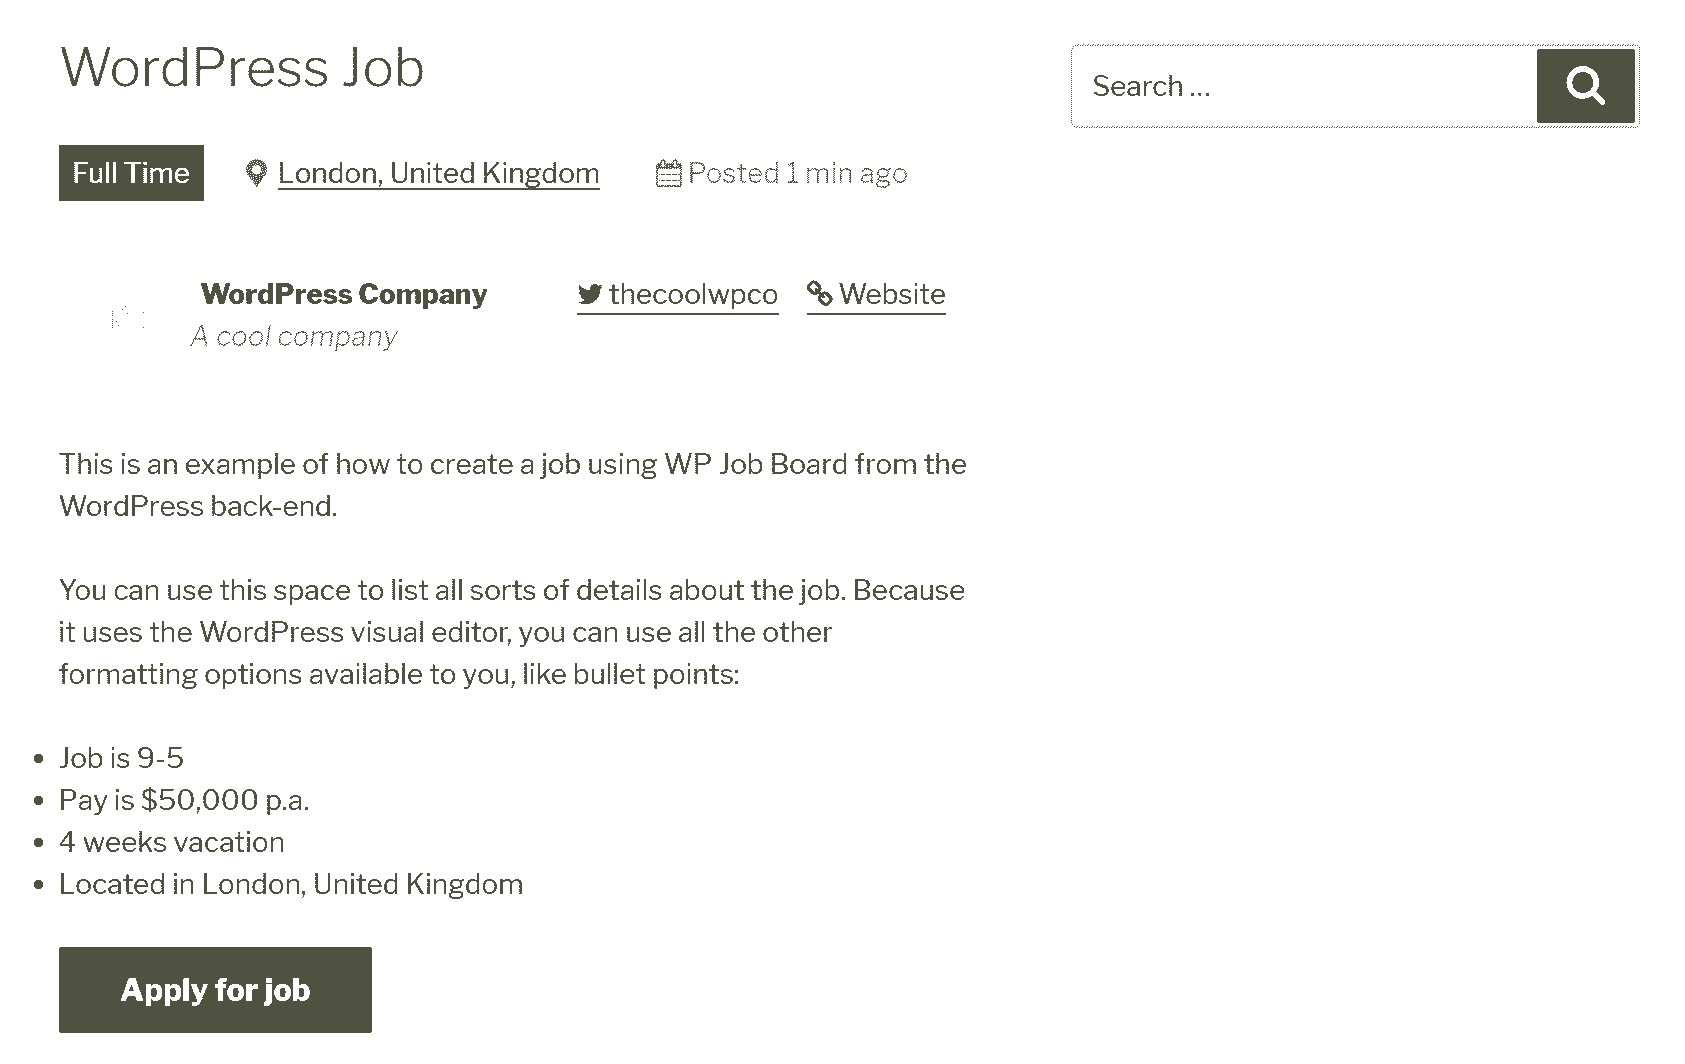 WordPress Job
Search ...
Full Time
London, United Kingdom
Posted 1 min ago
WordPress Company
thecoolwpco
Website
A cool company
This is an example of how to create a job using WP Job Board from the
WordPress back-end.
You can use this space to list all sorts of details about the job. Because
it uses the WordPress visual editor, you can use all the other
formatting options available to you, like bullet points:
• Job is 9-5
• Pay is $50,000 p.a.
• 4 weeks vacation
• Located in London, United Kingdom
Apply for job